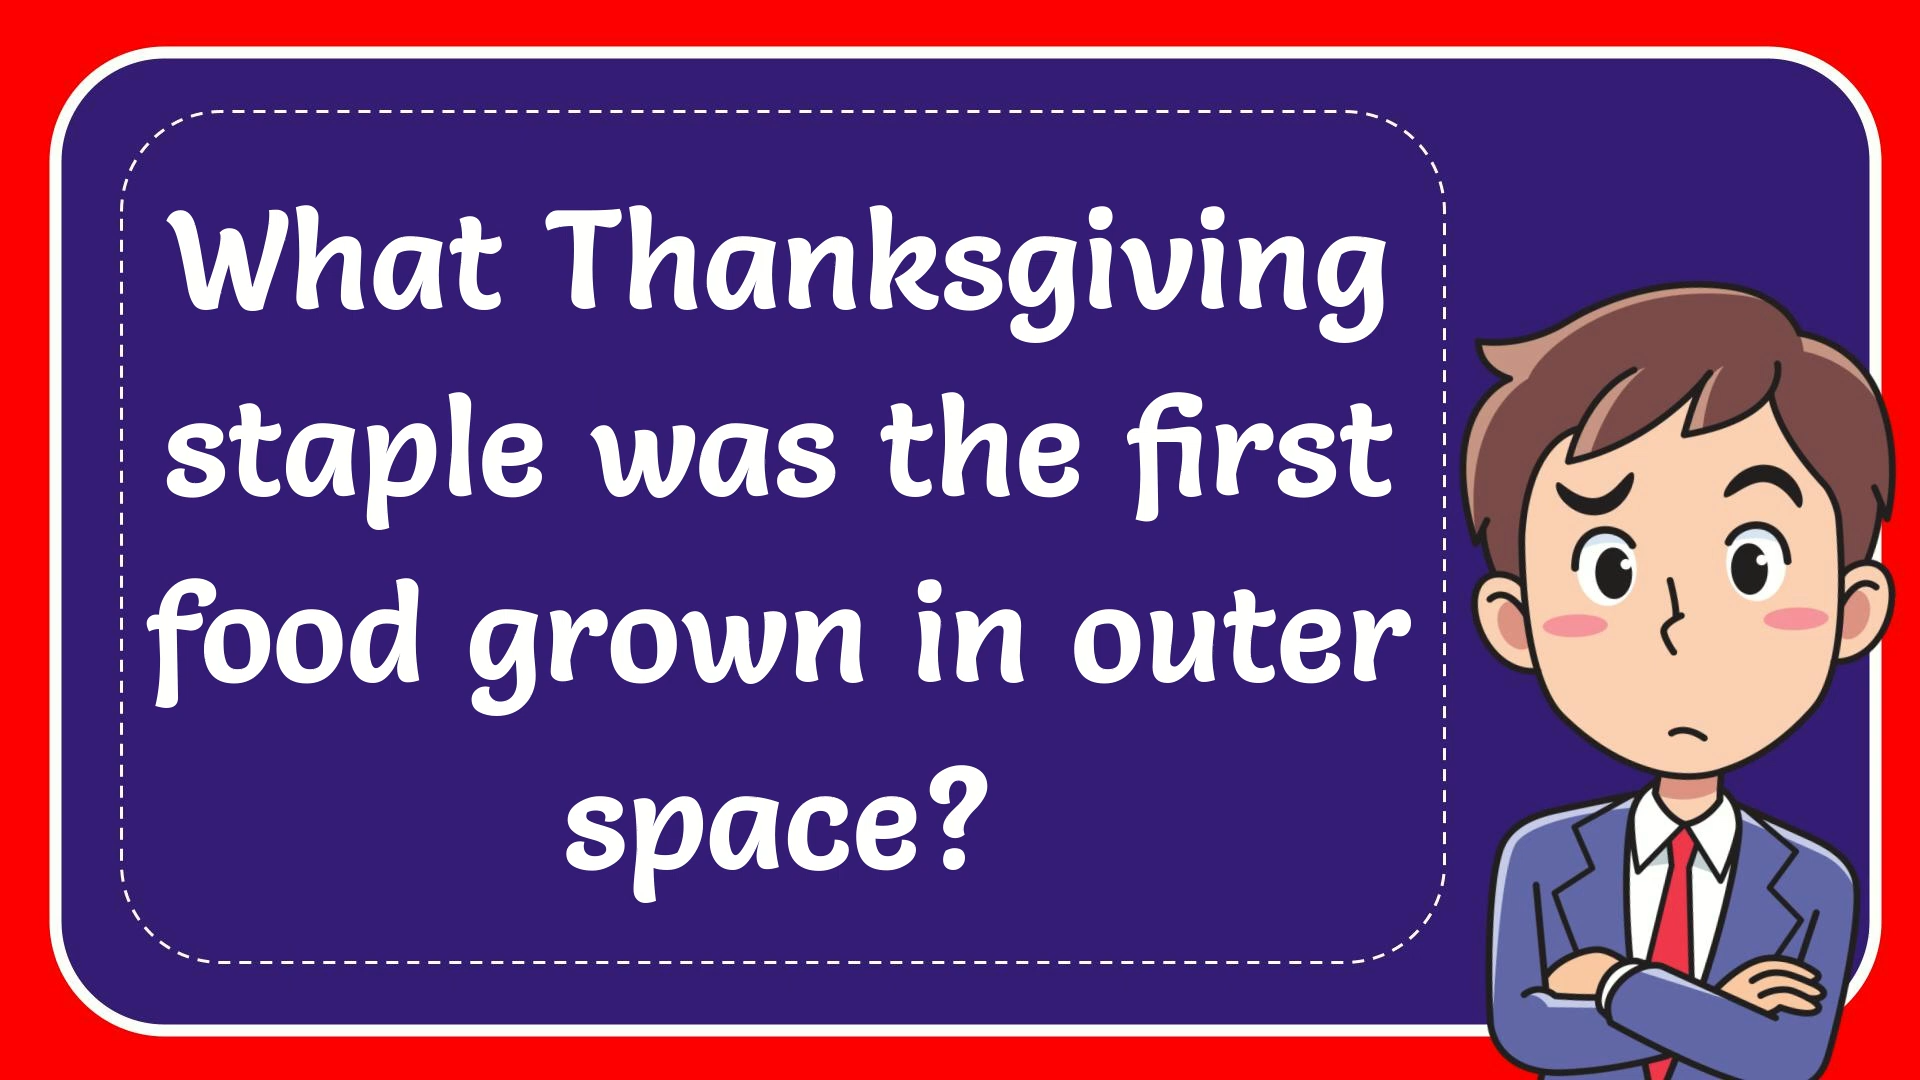 What Thanksgiving
staple was the first
food grown in outer
space?